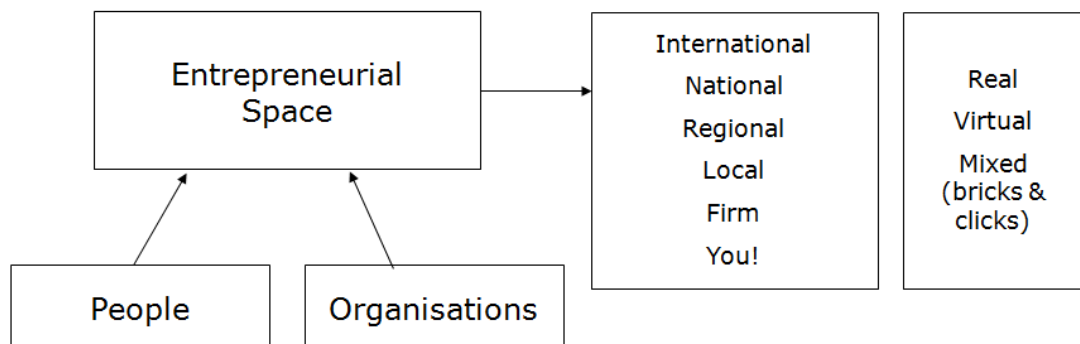 Entrepreneurial
Space
International
National
Regional
Local
Firm
You!
Real
Virtual
Mixed
(bricks &
clicks)
People
Organisations